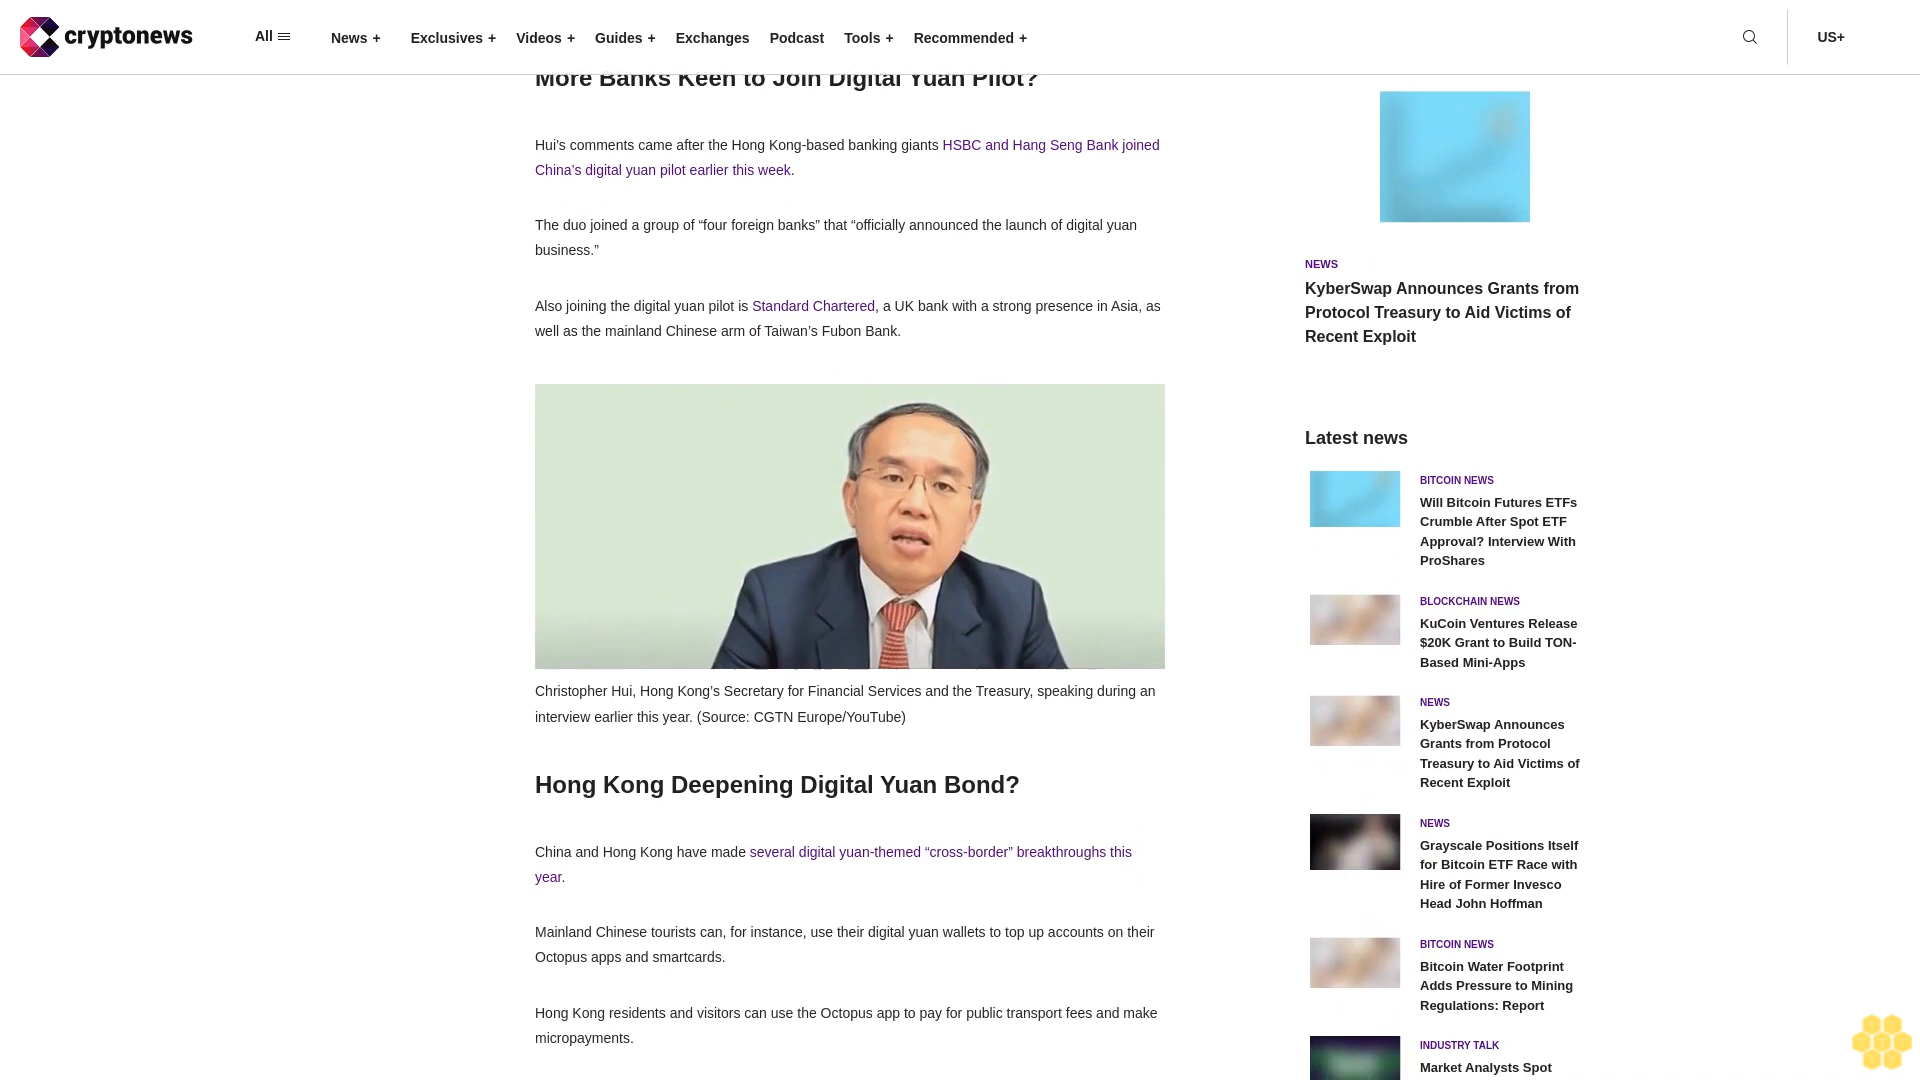 cryptonews
All
News +
Exclusives +
Videos +
Guides +
Exchanges
Podcast
Tools +
Recommended +
US+
More Banks Keen to Join Digital Yuan Pilot?
Hui’s comments came after the Hong Kong-based banking giants HSBC and Hang Seng Bank joined
China’s digital yuan pilot earlier this week.
The duo joined a group of “four foreign banks” that “officially announced the launch of digital yuan
business.”
Also joining the digital yuan pilot is Standard Chartered, a UK bank with a strong presence in Asia, as
well as the mainland Chinese arm of Taiwan’s Fubon Bank.
Christopher Hui, Hong Kong’s Secretary for Financial Services and the Treasury, speaking during an
interview earlier this year. (Source: CGTN Europe/YouTube)
Hong Kong Deepening Digital Yuan Bond?
China and Hong Kong have made several digital yuan-themed “cross-border” breakthroughs this
year.
Mainland Chinese tourists can, for instance, use their digital yuan wallets to top up accounts on their
Octopus apps and smartcards.
Hong Kong residents and visitors can use the Octopus app to pay for public transport fees and make
micropayments.
NEWS
KyberSwap Announces Grants from
Protocol Treasury to Aid Victims of
Recent Exploit
Latest news
BITCOIN NEWS
Will Bitcoin Futures ETFs
Crumble After Spot ETF
Approval? Interview With
ProShares
BLOCKCHAIN NEWS
KuCoin Ventures Release
$20K Grant to Build TON-
Based Mini-Apps
NEWS
KyberSwap Announces
Grants from Protocol
Treasury to Aid Victims of
Recent Exploit
NEWS
Grayscale Positions Itself
for Bitcoin ETF Race with
Hire of Former Invesco
Head John Hoffman
BITCOIN NEWS
Bitcoin Water Footprint
Adds Pressure to Mining
Regulations: Report
INDUSTRY TALK
Market Analysts Spot